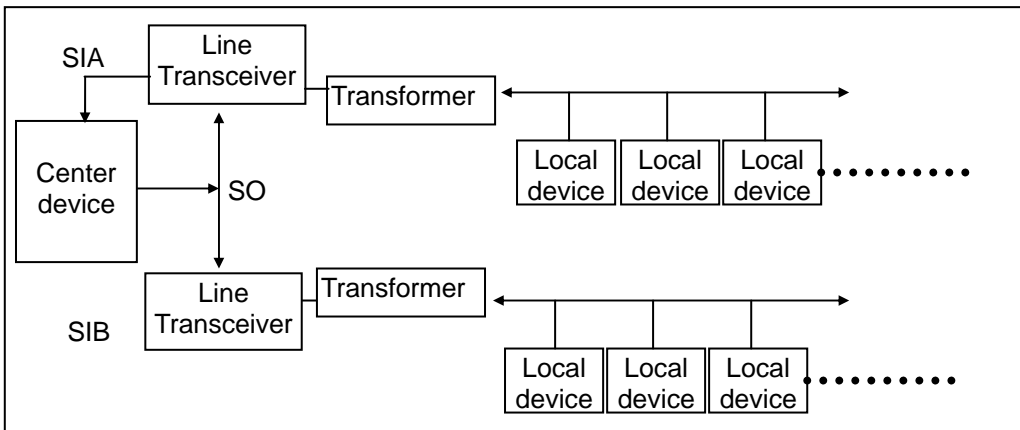 SIA
Line
Transceiver
Transformer
Center
device
SO
Local
device
Local
device
Local
device
Line
Transceiver
Transformer
SIB
Local
device
Local
device
Local
device